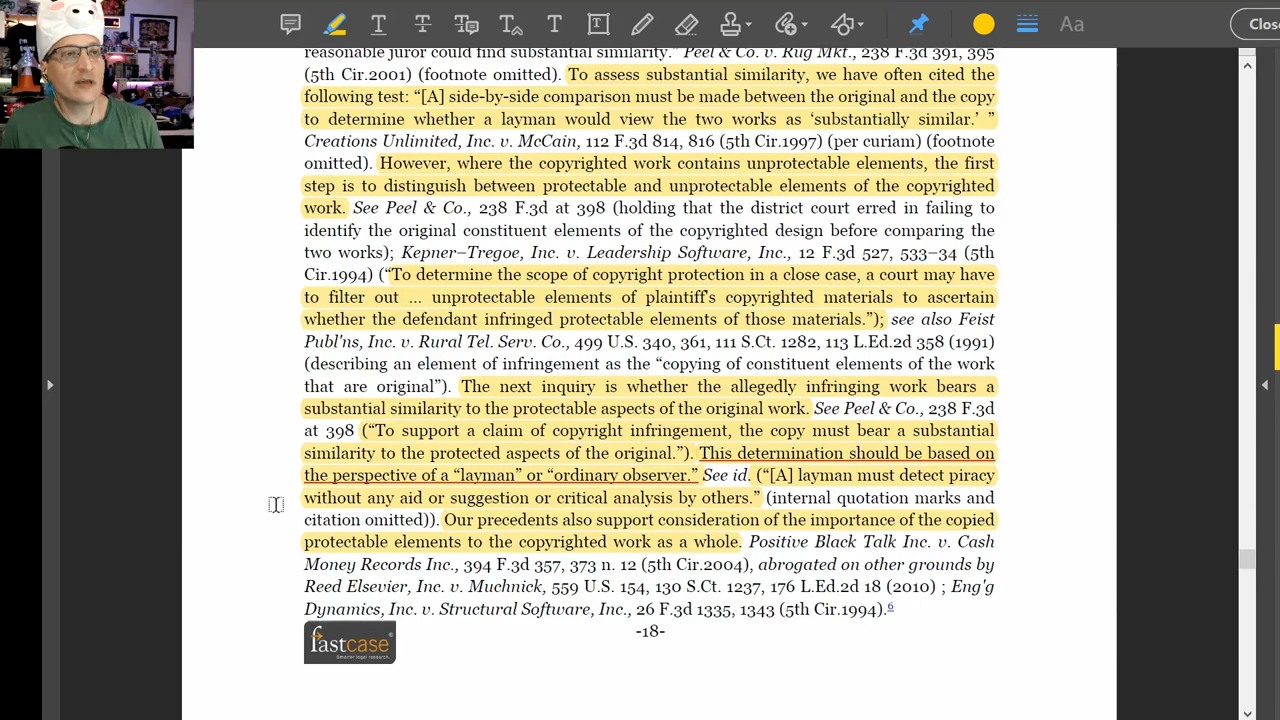 Aa
Clos
reasonable juror could find substantial similarity.” Peel & Co. v. Rug Mkt., 238 F.3d 391, 395
(5th Cir.2001) (footnote omitted). To assess substantial similarity, we have often cited the
following test: “[A] side-by-side comparison must be made between the original and the copy
to determine whether a layman would view the two works as ‘substantially similar.’ ”
Creations Unlimited, Inc. v. McCain, 112 F.3d 814, 816 (5th Cir.1997) (per curiam) (footnote
omitted). However, where the copyrighted work contains unprotectable elements, the first
step is to distinguish between protectable and unprotectable elements of the copyrighted
work. See Peel & Co., 238 F.3d at 398 (holding that the district court erred in failing to
identify the original constituent elements of the copyrighted design before comparing the
two works); Kepner–Tregoe, Inc. v. Leadership Software, Inc., 12 F.3d 527, 533–34 (5th
Cir.1994) (“To determine the scope of copyright protection in a close case, a court may have
to filter out ... unprotectable elements of plaintiff's copyrighted materials to ascertain
whether the defendant infringed protectable elements of those materials.”); see also Feist
Publ'ns, Inc. v. Rural Tel. Serv. Co., 499 U.S. 340, 361, 111 S.Ct. 1282, 113 L.Ed.2d 358 (1991)
(describing an element of infringement as the “copying of constituent elements of the work
that are original”). The next inquiry is whether the allegedly infringing work bears a
substantial similarity to the protectable aspects of the original work. See Peel & Co., 238 F.3d
at 398 (“To support a claim of copyright infringement, the copy must bear a substantial
similarity to the protected aspects of the original.”). This determination should be based on
the perspective of a “layman” or “ordinary observer.” See id. (“[A] layman must detect piracy
without any aid or suggestion or critical analysis by others.” (internal quotation marks and
citation omitted)). Our precedents also support consideration of the importance of the copied
protectable elements to the copyrighted work as a whole. Positive Black Talk Inc. v. Cash
Money Records Inc., 394 F.3d 357, 373 n. 12 (5th Cir.2004), abrogated on other grounds by
Reed Elsevier, Inc. v. Muchnick, 559 U.S. 154, 130 S.Ct. 1237, 176 L.Ed.2d 18 (2010) ; Eng'g
Dynamics, Inc. v. Structural Software, Inc., 26 F.3d 1335, 1343 (5th Cir.1994).6
fastcase
Smarter legal research.
-18-